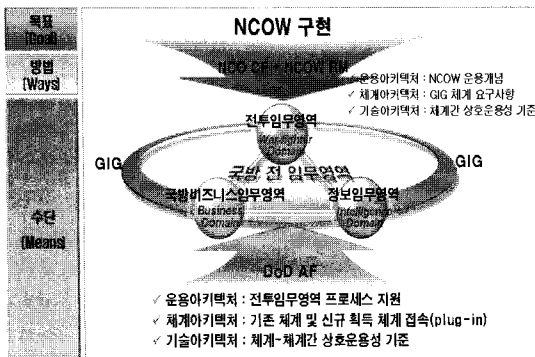 목표
(Goal)
방법
(Ways)
수단
(Means)
NCOW 구현
NCO CF + NCOW RM
✓ 운용아키텍처 : NCOW 운용개념
✓ 체계아키텍처 : GIG 체계 요구사항
✓ 기술아키텍처 : 체계간 상호운용성 기준
전투임무영역
Warfighter
Domain
GIG
GIG
국방 전 임무영역
국방비즈니스임무영역
Business
Domain
정보임무영역
Intelligence
Domain
DoD AF
✓ 운용아키텍처 : 전투임무영역 프로세스 지원
✓ 체계아키텍처 : 기존 체계 및 신규 획득 체계 접속(plug-in)
✓ 기술아키텍처 : 체계-체계간 상호운용성 기준